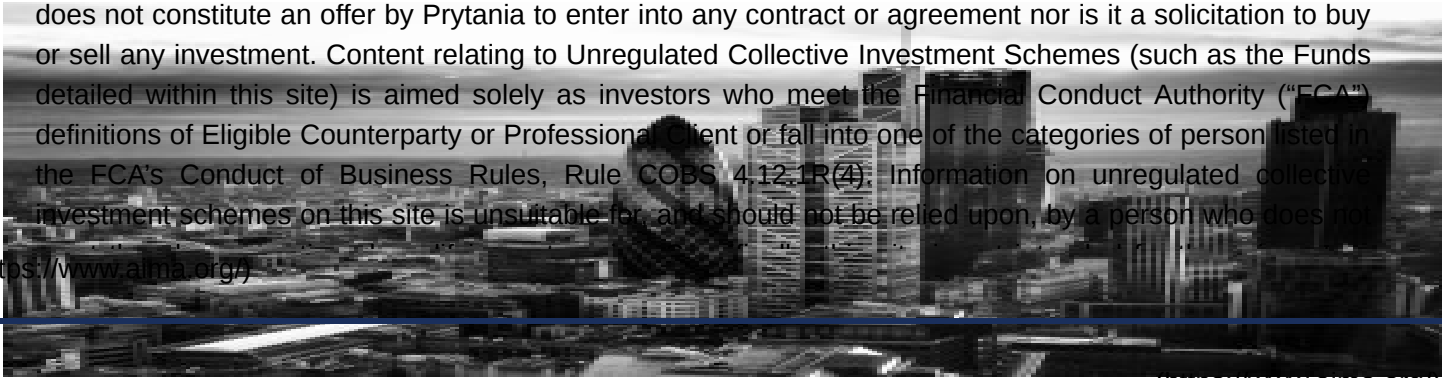 does not constitute an offer by Prytania to enter into any contract or agreement nor is it a solicitation to buy
or sell any investment. Content relating to Unregulated Collective Investment Schemes (such as the Funds
detailed within this site) is aimed solely as investors who meet the Financial Conduct Authority (“FCA”)
definitions of Eligible Counterparty or Professional Client or fall into one of the categories of person listed in
the FCA’s Conduct of Business Rules, Rule COBS 4.12.1R(4). Information on unregulated collective
investment schemes on this site is unsuitable for, and should not be relied upon, by a person who does not
tps://www.aima.org/)